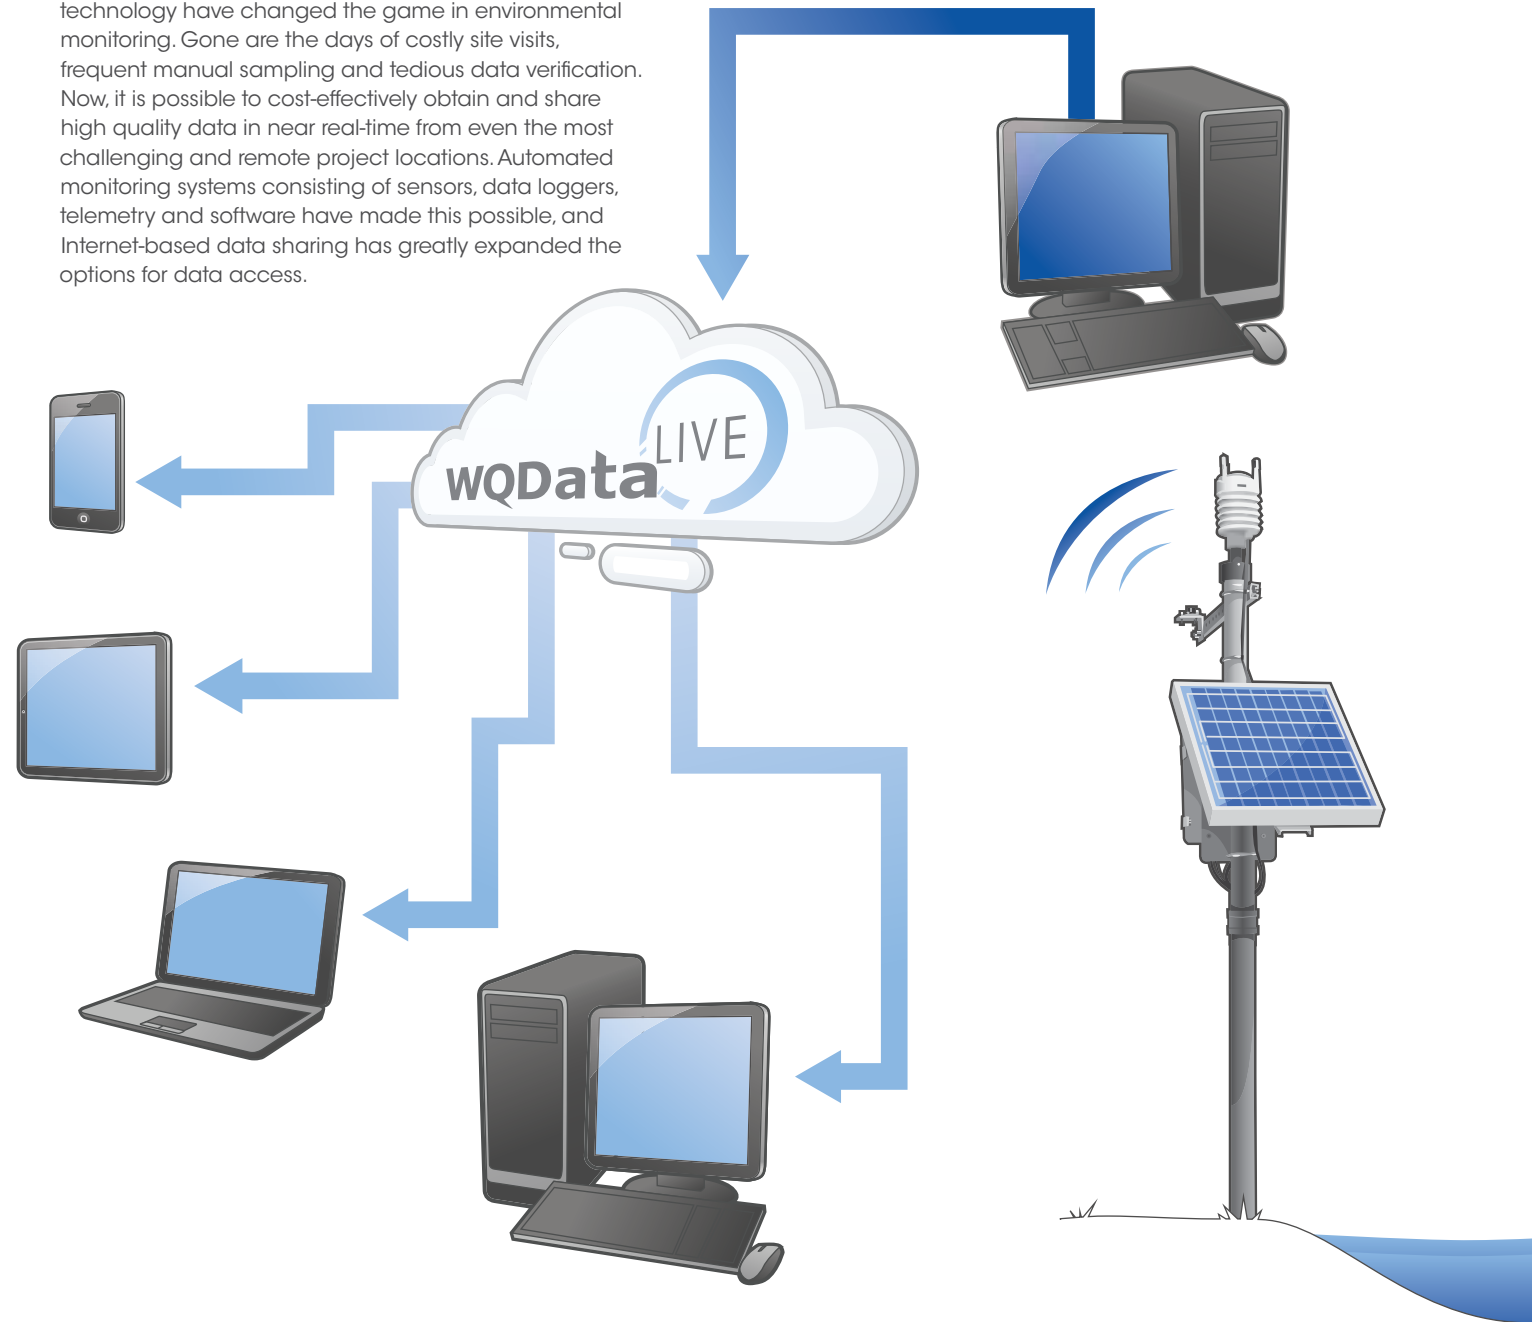 technology have changed the game in environmental
monitoring. Gone are the days of costly site visits,
frequent manual sampling and tedious data verification.
Now, it is possible to cost-effectively obtain and share
high quality data in near real-time from even the most
challenging and remote project locations. Automated
monitoring systems consisting of sensors, data loggers,
telemetry and software have made this possible, and
Internet-based data sharing has greatly expanded the
options for data access.
WQData LIVE